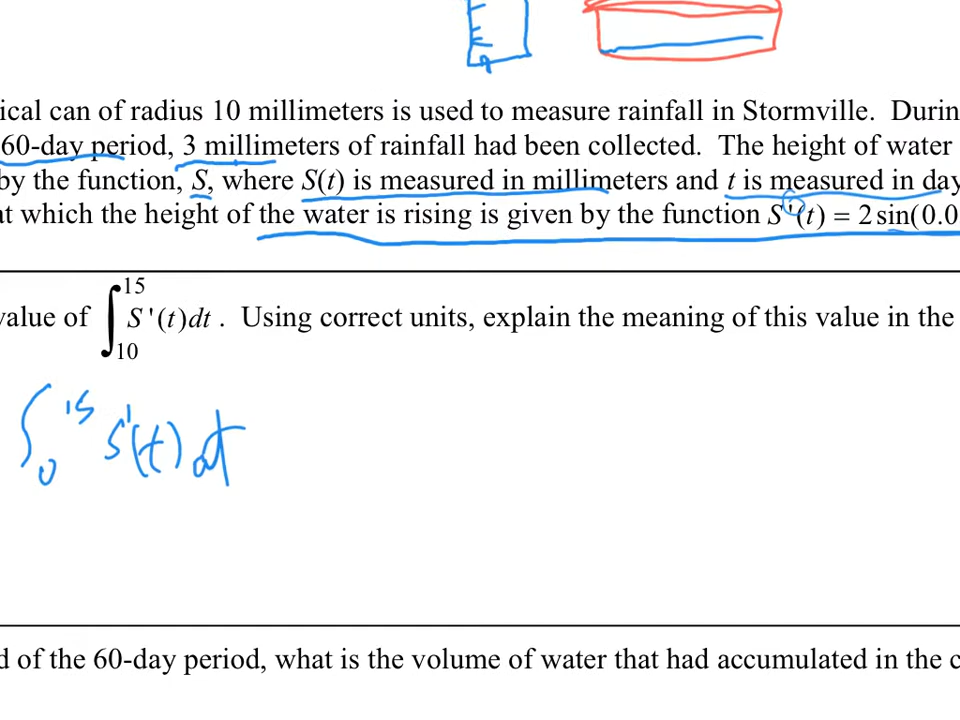 ical can of radius 10 millimeters is used to measure rainfall in Stormville. Durin
60-day period, 3 millimeters of rainfall had been collected. The height of water
by the function, S, where S(t) is measured in millimeters and t is measured in day
at which the height of the water is rising is given by the function S'(t) = 2 sin(0.0
value of ∫₁₀¹⁵ S'(t)dt . Using correct units, explain the meaning of this value in the
∫₀¹⁵ S'(t) dt
d of the 60-day period, what is the volume of water that had accumulated in the c